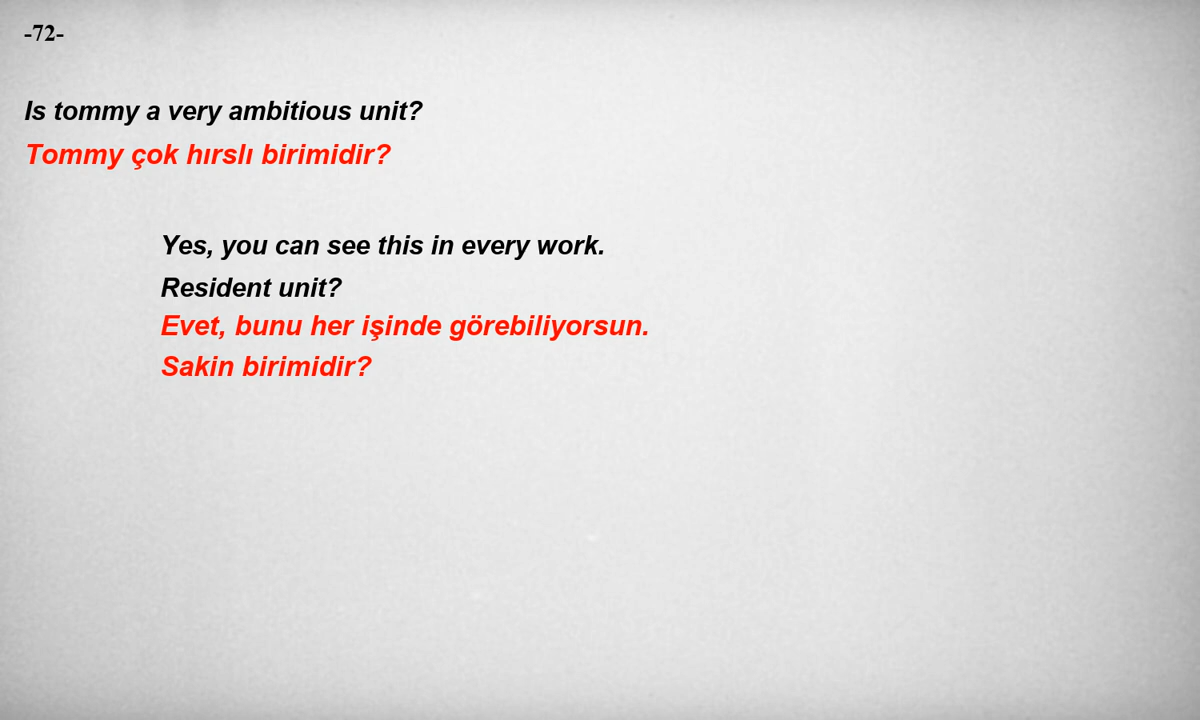 -72-
Is tommy a very ambitious unit?
Tommy çok hırslı birimidir?
Yes, you can see this in every work.
Resident unit?
Evet, bunu her işinde görebiliyorsun.
Sakin birimidir?